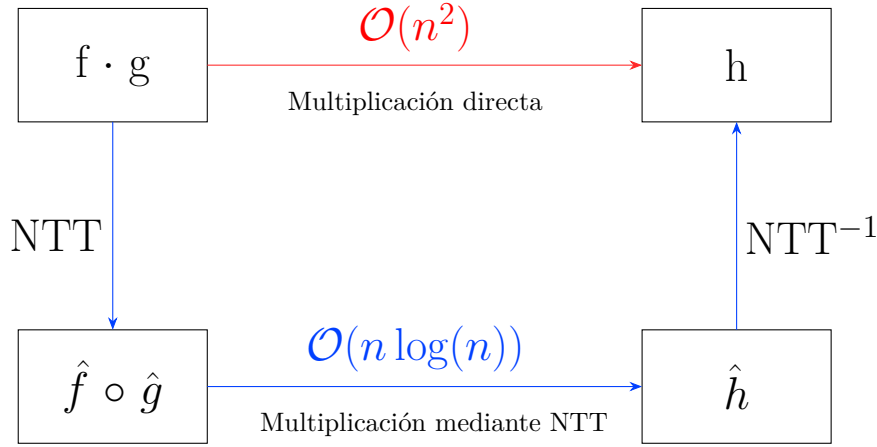 𝒪(n²)
f · g
h
Multiplicación directa
NTT
NTT⁻¹
𝒪(n log(n))
f̂ ∘ ĝ
ĥ
Multiplicación mediante NTT